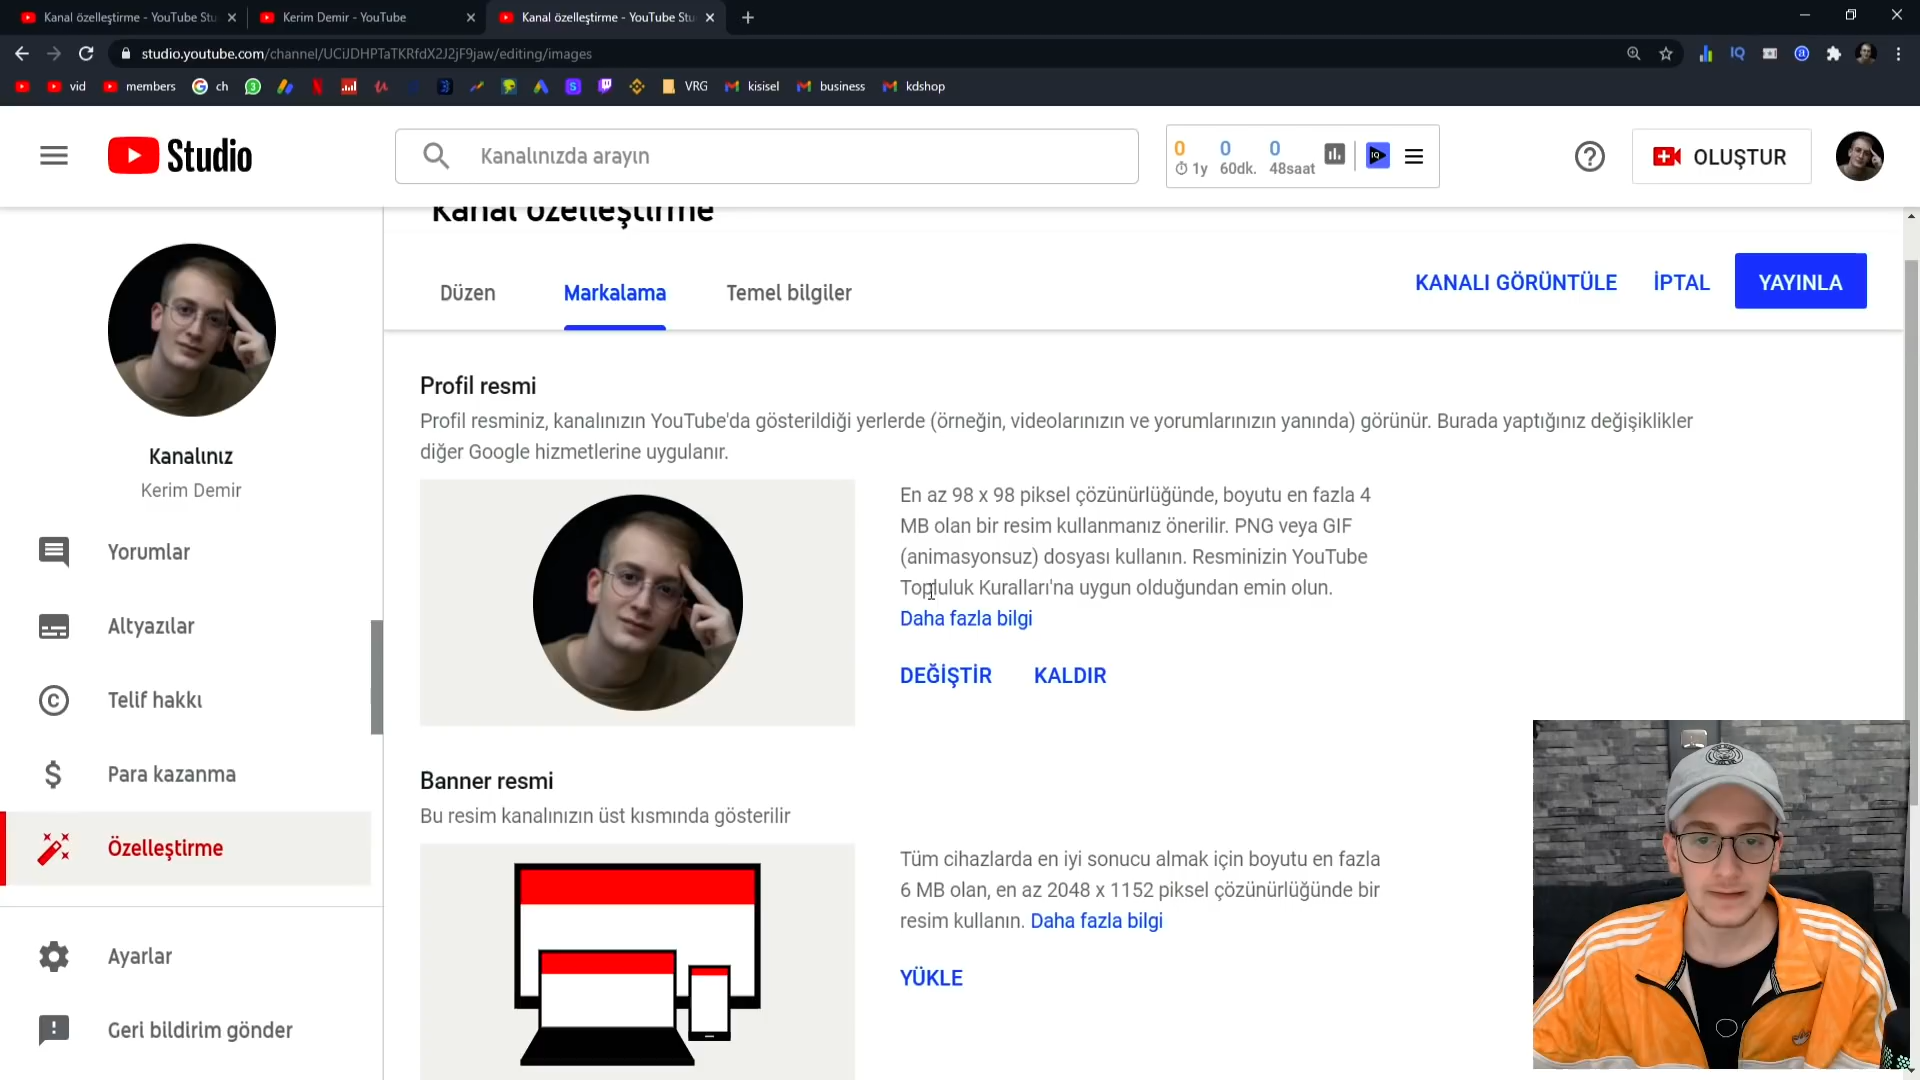 Kanal özelleştirme - YouTube Stu
Kerim Demir - YouTube
Kanal özelleştirme - YouTube Stu
studio.youtube.com/channel/UCiJDHPTaTKRfdX2J2jF9jaw/editing/images
vid
members
ch
VRG
kisisel
business
kdshop
Studio
Kanalınızda arayın
0 0 0
1y 60dk. 48saat
IQ
OLUŞTUR
Kanal özelleştirme
Düzen
Markalama
Temel bilgiler
KANALI GÖRÜNTÜLE
İPTAL
YAYINLA
Kanalınız
Kerim Demir
Yorumlar
Altyazılar
Telif hakkı
Para kazanma
Özelleştirme
Ayarlar
Geri bildirim gönder
Profil resmi
Profil resminiz, kanalınızın YouTube'da gösterildiği yerlerde (örneğin, videolarınızın ve yorumlarınızın yanında) görünür. Burada yaptığınız değişiklikler
diğer Google hizmetlerine uygulanır.
En az 98 x 98 piksel çözünürlüğünde, boyutu en fazla 4
MB olan bir resim kullanmanız önerilir. PNG veya GIF
(animasyonsuz) dosyası kullanın. Resminizin YouTube
Topluluk Kuralları'na uygun olduğundan emin olun.
Daha fazla bilgi
DEĞİŞTİR
KALDIR
Banner resmi
Bu resim kanalınızın üst kısmında gösterilir
Tüm cihazlarda en iyi sonucu almak için boyutu en fazla
6 MB olan, en az 2048 x 1152 piksel çözünürlüğünde bir
resim kullanın. Daha fazla bilgi
YÜKLE